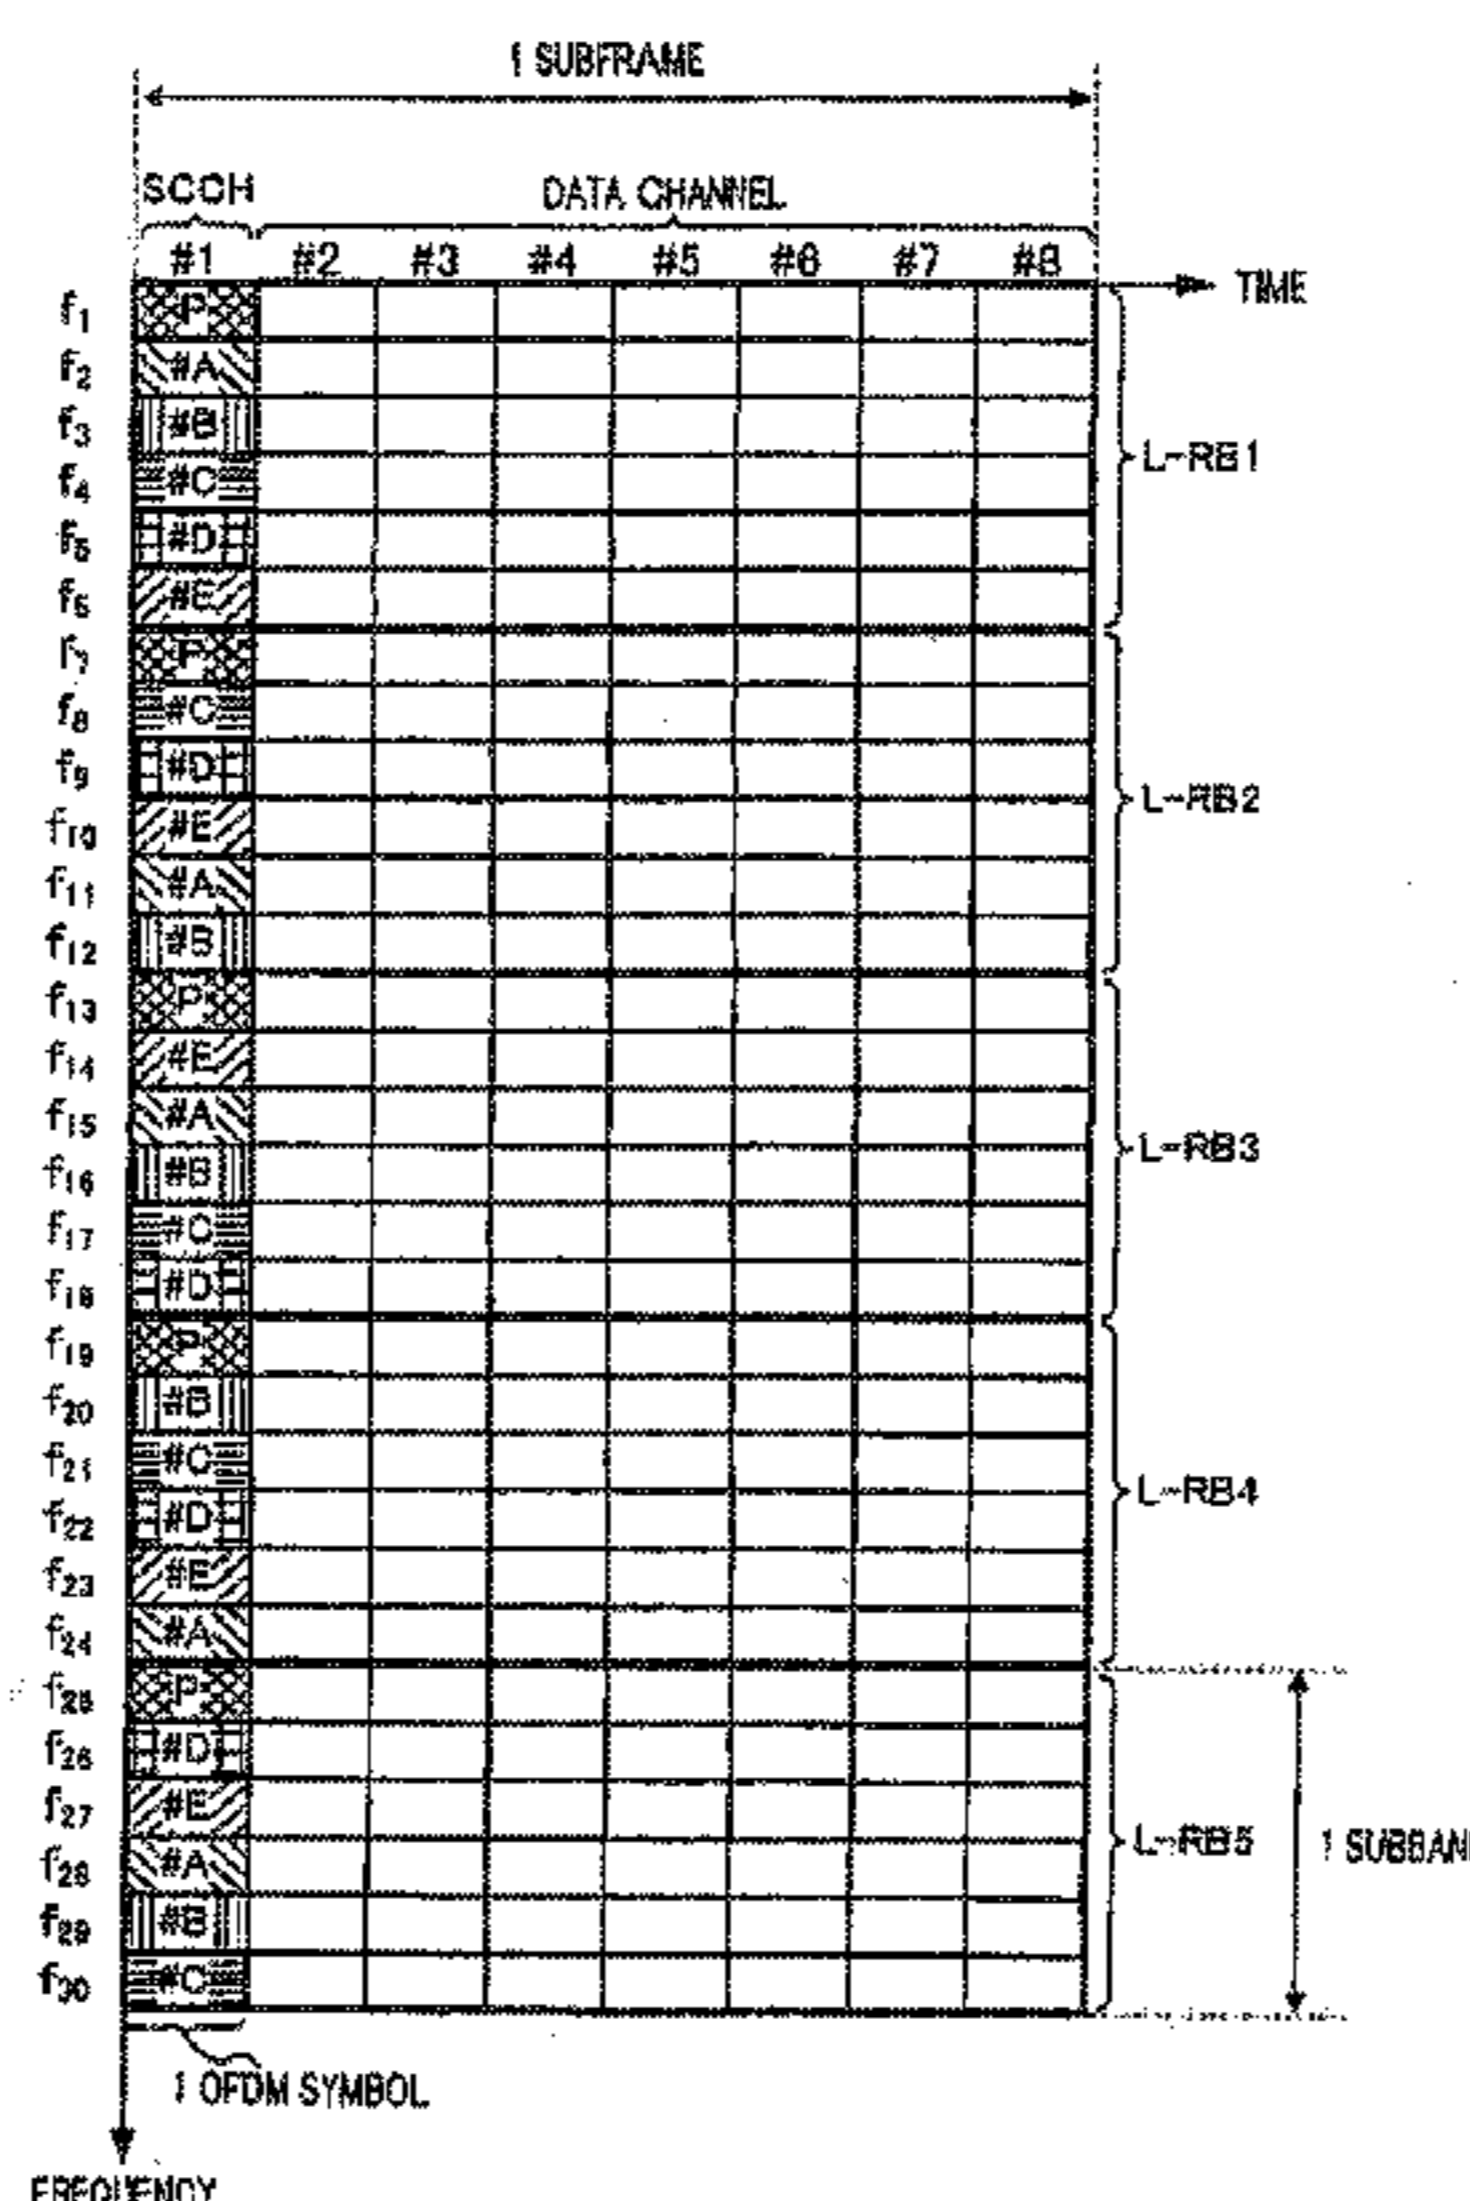 1 SUBFRAME
SCCH DATA CHANNEL
#1 #2 #3 #4 #5 #6 #7 #8
TIME
f1 P
f2 #A
f3 #B
f4 #C
f5 #D
f6 #E
L-RB1
f7 P
f8 #C
f9 #D
f10 #E
f11 #A
f12 #B
L-RB2
f13 P
f14 #E
f15 #A
f16 #B
f17 #C
f18 #D
L-RB3
f19 P
f20 #B
f21 #C
f22 #D
f23 #E
f24 #A
L-RB4
f25 P
f26 #D
f27 #E
f28 #A
f29 #B
f30 #C
L-RB5
1 SUBBAN
1 OFDM SYMBOL
FREQUENCY